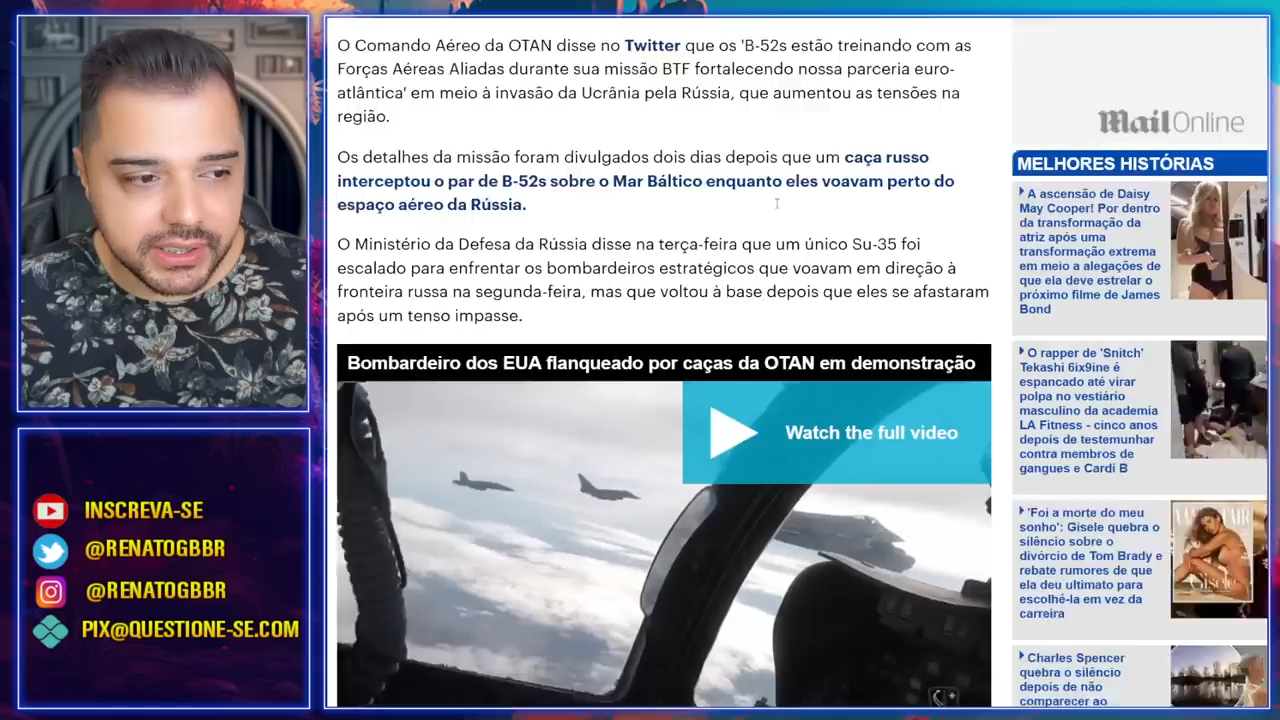 O Comando Aéreo da OTAN disse no Twitter que os 'B-52s estão treinando com as
Forças Aéreas Aliadas durante sua missão BTF fortalecendo nossa parceria euro-
atlântica' em meio à invasão da Ucrânia pela Rússia, que aumentou as tensões na
região.
Os detalhes da missão foram divulgados dois dias depois que um caça russo
interceptou o par de B-52s sobre o Mar Báltico enquanto eles voavam perto do
espaço aéreo da Rússia.
O Ministério da Defesa da Rússia disse na terça-feira que um único Su-35 foi
escalado para enfrentar os bombardeiros estratégicos que voavam em direção à
fronteira russa na segunda-feira, mas que voltou à base depois que eles se afastaram
após um tenso impasse.
Bombardeiro dos EUA flanqueado por caças da OTAN em demonstração
Watch the full video
MailOnline
MELHORES HISTÓRIAS
A ascensão de Daisy
May Cooper! Por dentro
da transformação da
atriz após uma
transformação extrema
em meio a alegações de
que ela deve estrelar o
próximo filme de James
Bond
O rapper de 'Snitch'
Tekashi 6ix9ine é
espancado até virar
polpa no vestiário
masculino da academia
LA Fitness - cinco anos
depois de testemunhar
contra membros de
gangues e Cardi B
'Foi a morte do meu
sonho': Gisele quebra o
silêncio sobre o
divórcio de Tom Brady e
rebate rumores de que
ela deu ultimato para
escolhê-la em vez da
carreira
Charles Spencer
quebra o silêncio
depois de não
comparecer ao
INSCREVA-SE
@RENATOGBBR
@RENATOGBBR
PIX@QUESTIONE-SE.COM